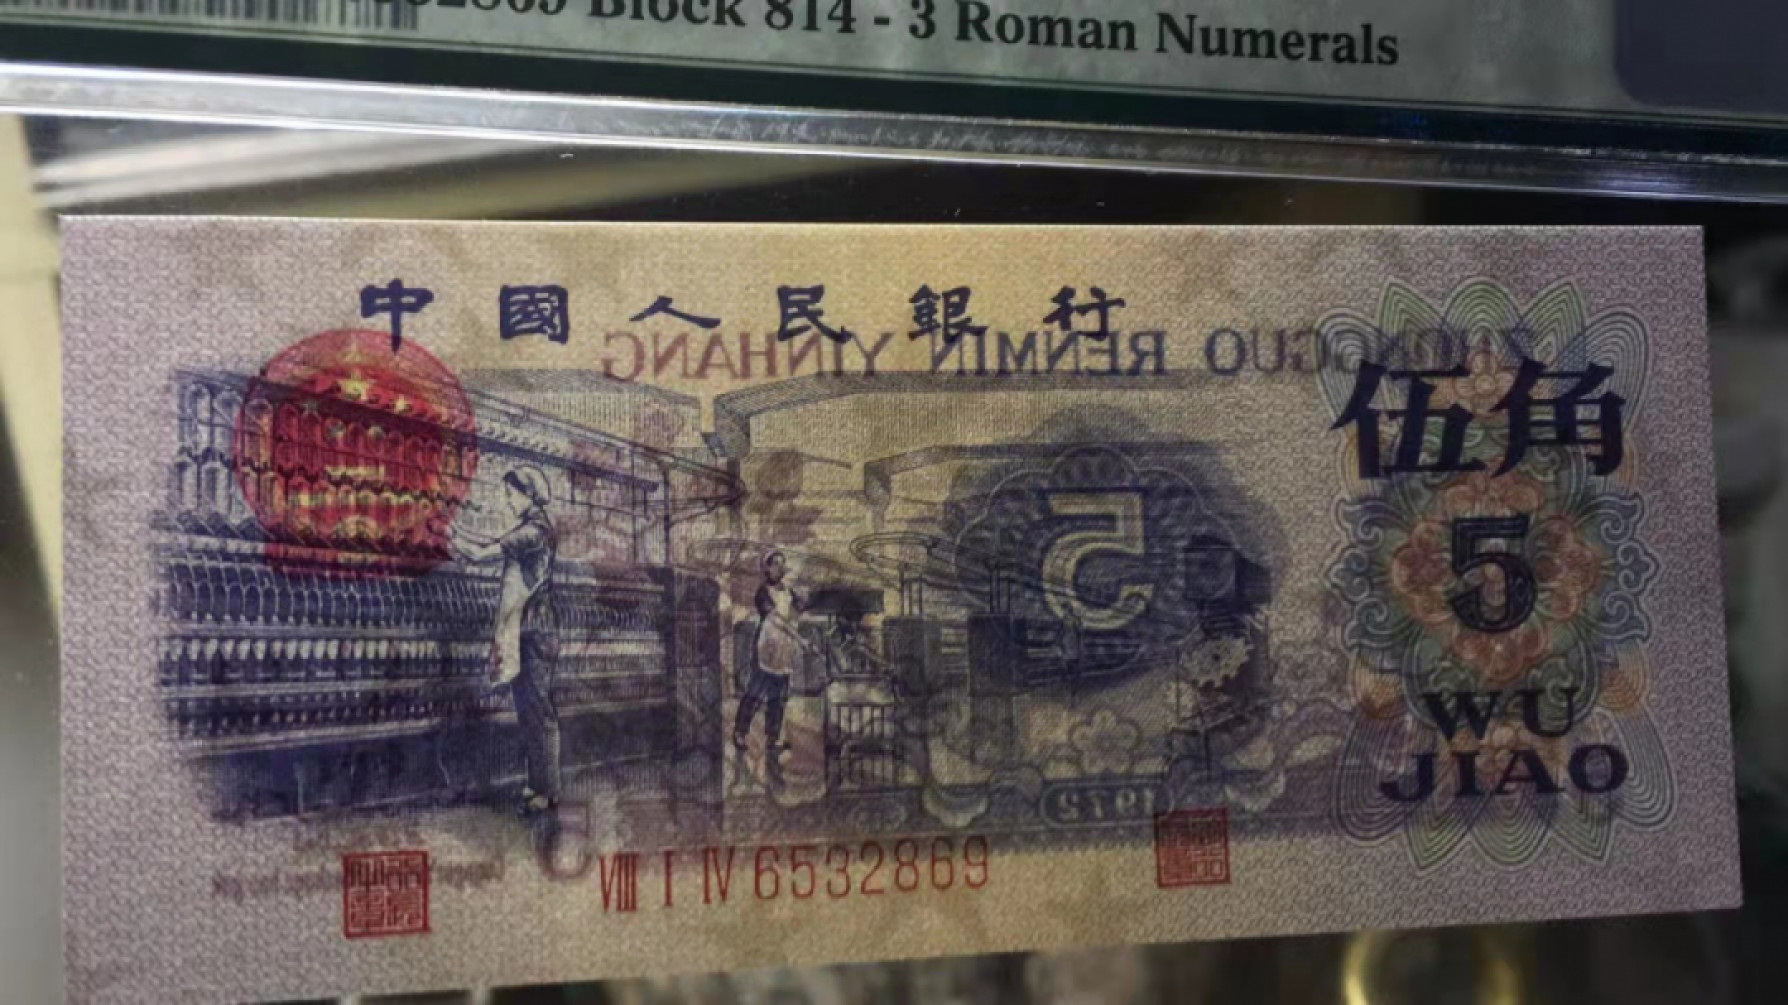 Block 814 - 3 Roman Numerals
中國人民銀行
ZHONGGUO RENMIN YINHANG
伍角
5
5
WU
JIAO
1972
VIII I IV 6532869